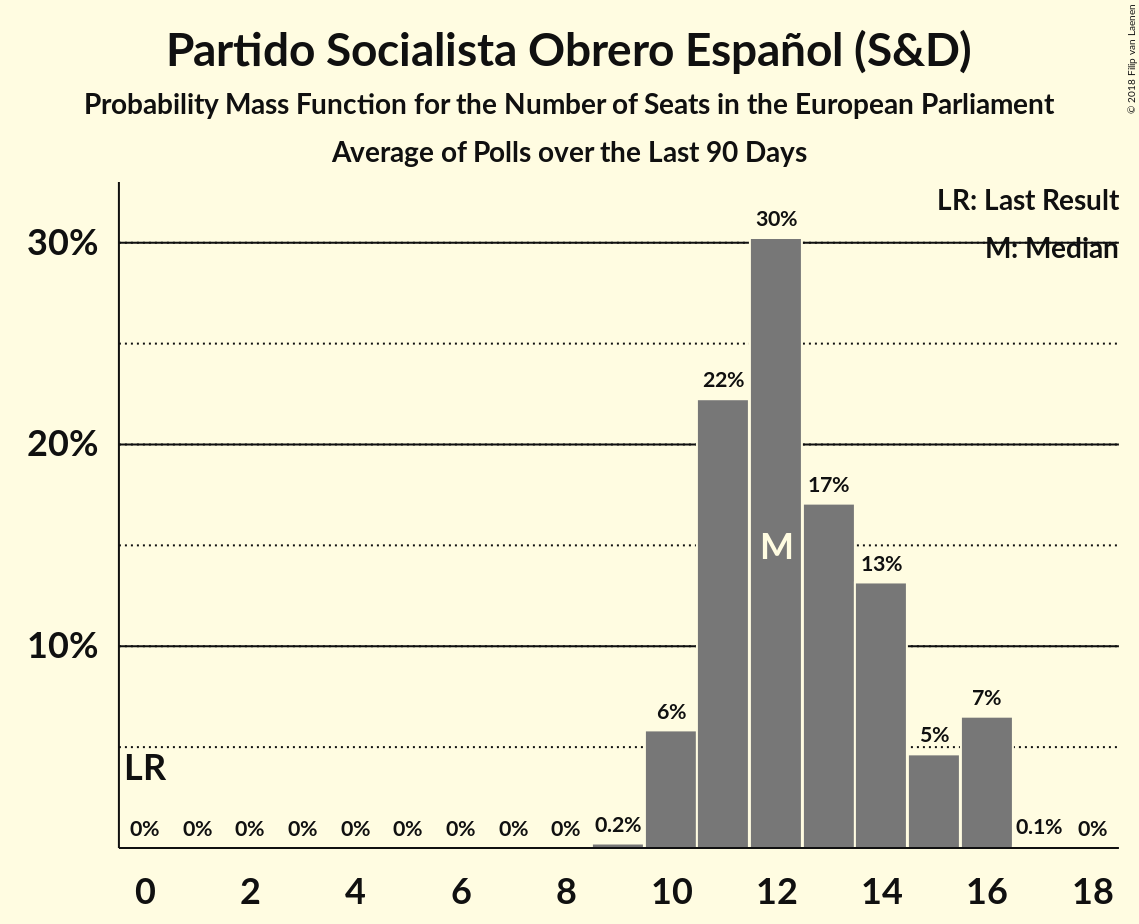 Partido Socialista Obrero Español (S&D)
Probability Mass Function for the Number of Seats in the European Parliament
Average of Polls over the Last 90 Days
© 2018 Filip van Laenen
LR: Last Result
M: Median
30%
20%
10%
30%
22%
17%
M
13%
7%
6%
5%
LR
0% 0% 0% 0% 0% 0% 0% 0% 0% 0.2% 0.1% 0%
0 2 4 6 8 10 12 14 16 18